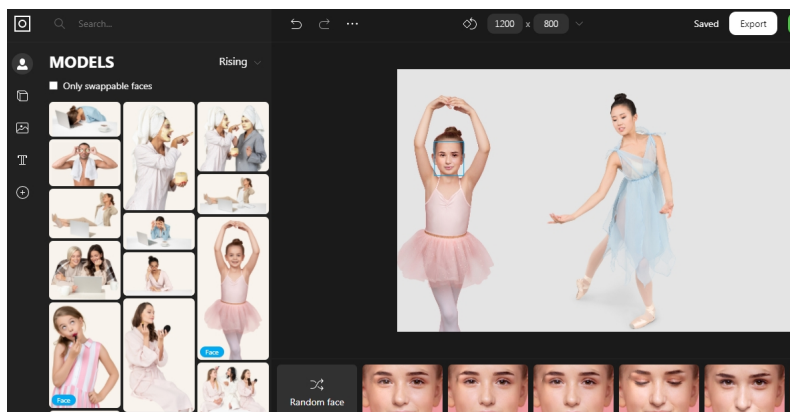 Search...
1200 x 800
Saved
Export
MODELS
Rising
Only swappable faces
T
Face
Face
Random face